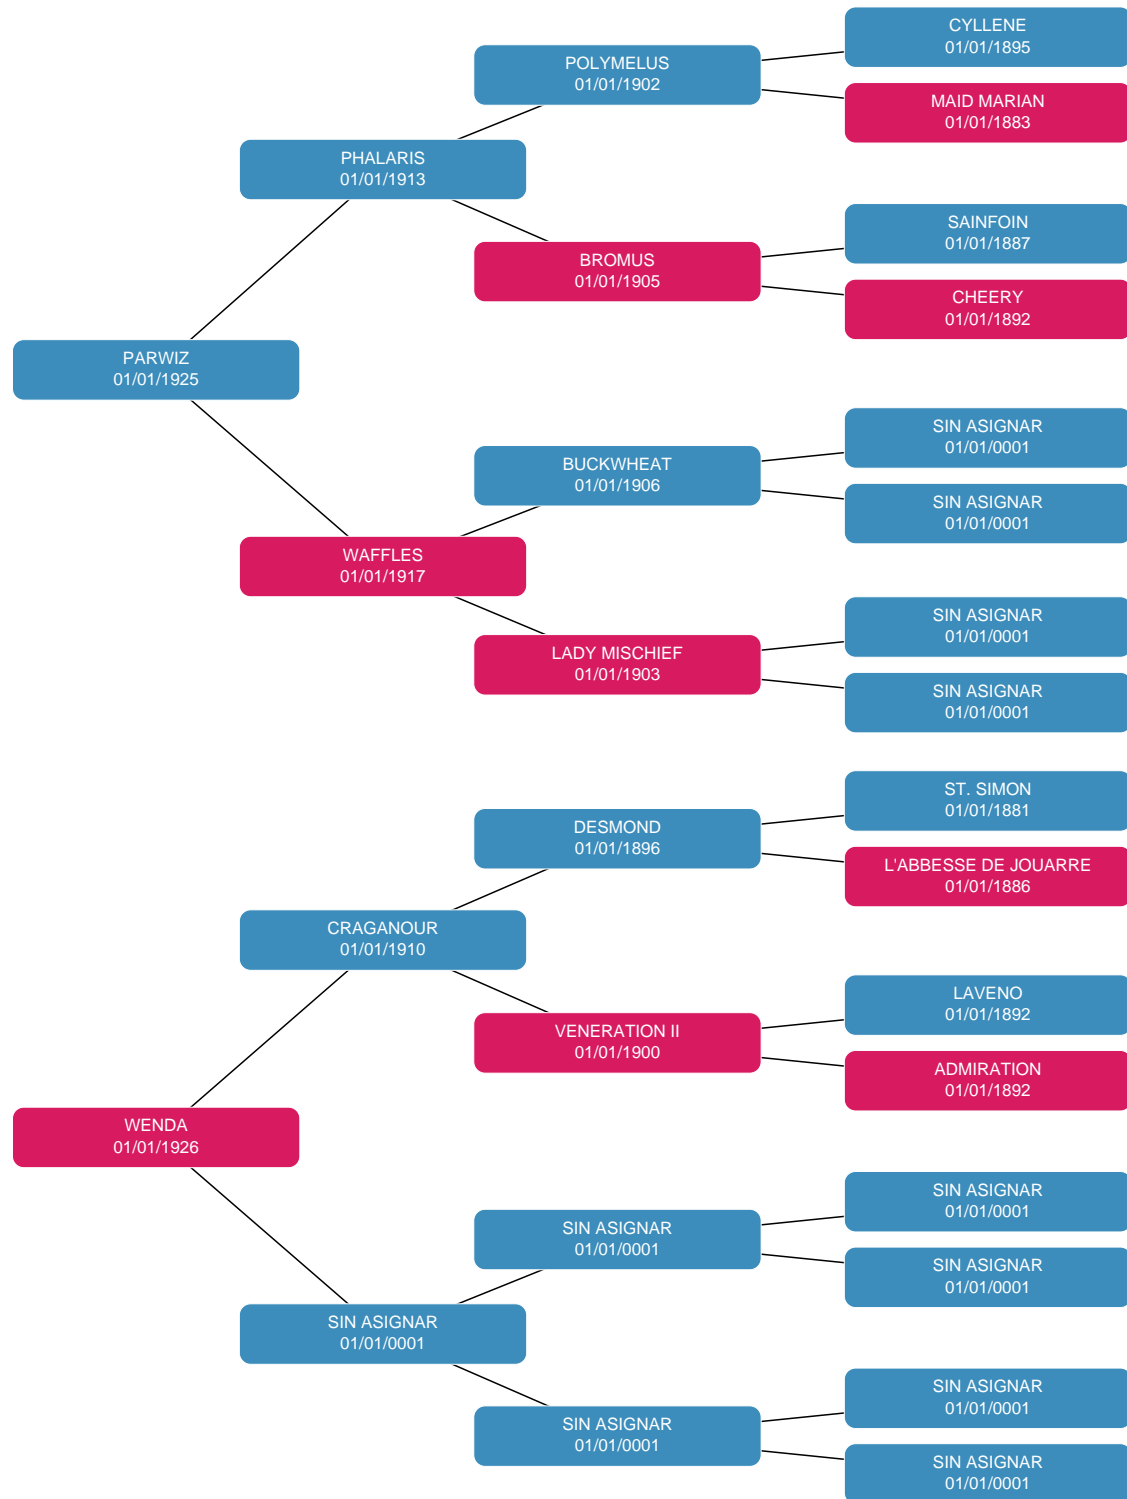 CYLLENE
01/01/1895
POLYMELUS
01/01/1902
MAID MARIAN
01/01/1883
PHALARIS
01/01/1913
SAINFOIN
01/01/1887
BROMUS
01/01/1905
CHEERY
01/01/1892
PARWIZ
01/01/1925
SIN ASIGNAR
01/01/0001
BUCKWHEAT
01/01/1906
SIN ASIGNAR
01/01/0001
WAFFLES
01/01/1917
SIN ASIGNAR
01/01/0001
LADY MISCHIEF
01/01/1903
SIN ASIGNAR
01/01/0001
ST. SIMON
01/01/1881
DESMOND
01/01/1896
L'ABBESSE DE JOUARRE
01/01/1886
CRAGANOUR
01/01/1910
LAVENO
01/01/1892
VENERATION II
01/01/1900
ADMIRATION
01/01/1892
WENDA
01/01/1926
SIN ASIGNAR
01/01/0001
SIN ASIGNAR
01/01/0001
SIN ASIGNAR
01/01/0001
SIN ASIGNAR
01/01/0001
SIN ASIGNAR
01/01/0001
SIN ASIGNAR
01/01/0001
SIN ASIGNAR
01/01/0001